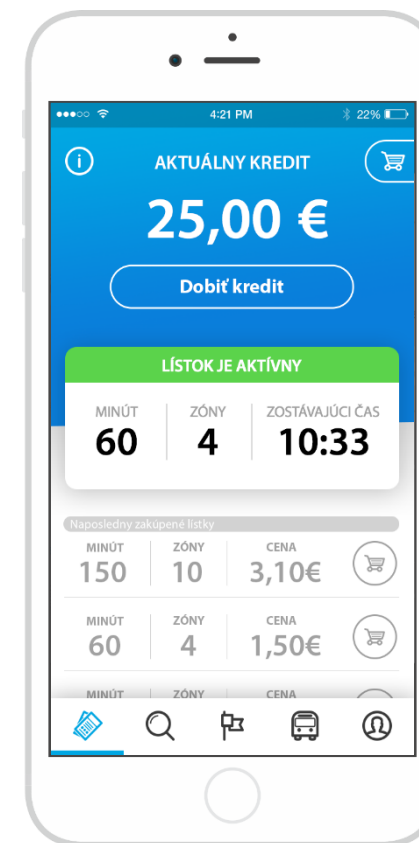 4:21 PM 22%
AKTUÁLNY KREDIT
25,00 €
Dobiť kredit
LÍSTOK JE AKTÍVNY
MINÚT ZÓNY ZOSTÁVAJÚCI ČAS
60 4 10:33
Naposledny zakúpené lístky
MINÚT ZÓNY CENA
150 10 3,10€
MINÚT ZÓNY CENA
60 4 1,50€
MINÚT ZÓNY CENA